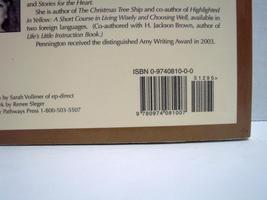 and Stories for the Heart.
She is author of The Christmas Tree Ship and co-author of Highlighted
in Yellow: A Short Course in Living Wisely and Choosing Well, available in
two foreign languages. (Co-authored with H. Jackson Brown, author of
Life's Little Instruction Book.)
Pennington received the distinguished Amy Writing Award in 2003.
ISBN 0-9740810-0-0
51295>
9 780974 081007
by Sarah Vollmer of ep-direct
k by Renee Sleger
Pathways Press 1-800-503-5507